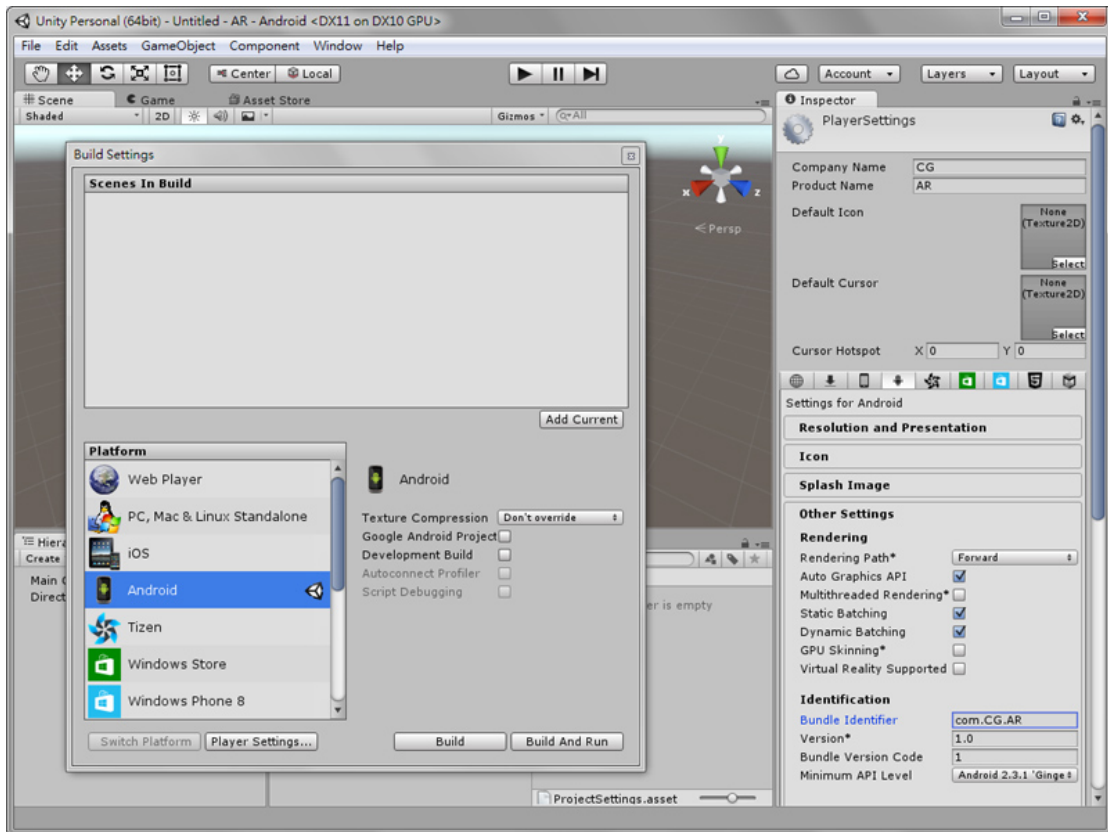 Unity Personal (64bit) - Untitled - AR - Android <DX11 on DX10 GPU>
File Edit Assets GameObject Component Window Help
Center Local
Account Layers Layout
Scene Game Asset Store
Shaded 2D Gizmos All
Inspector
PlayerSettings
Company Name CG
Product Name AR
Default Icon
None
(Texture2D)
Select
Default Cursor
None
(Texture2D)
Select
Cursor Hotspot X 0 Y 0
Settings for Android
Resolution and Presentation
Icon
Splash Image
Other Settings
Rendering
Rendering Path* Forward
Auto Graphics API
Multithreaded Rendering*
Static Batching
Dynamic Batching
GPU Skinning*
Virtual Reality Supported
Identification
Bundle Identifier com.CG.AR
Version* 1.0
Bundle Version Code 1
Minimum API Level Android 2.3.1 'Ginge
y
x z
Persp
Build Settings
Scenes In Build
Add Current
Platform
Web Player
PC, Mac & Linux Standalone
iOS
Android
Tizen
Windows Store
Windows Phone 8
Android
Texture Compression Don't override
Google Android Project
Development Build
Autoconnect Profiler
Script Debugging
Switch Platform Player Settings...
Build Build And Run
Hiera
Create
Main C
Direct
er is empty
ProjectSettings.asset